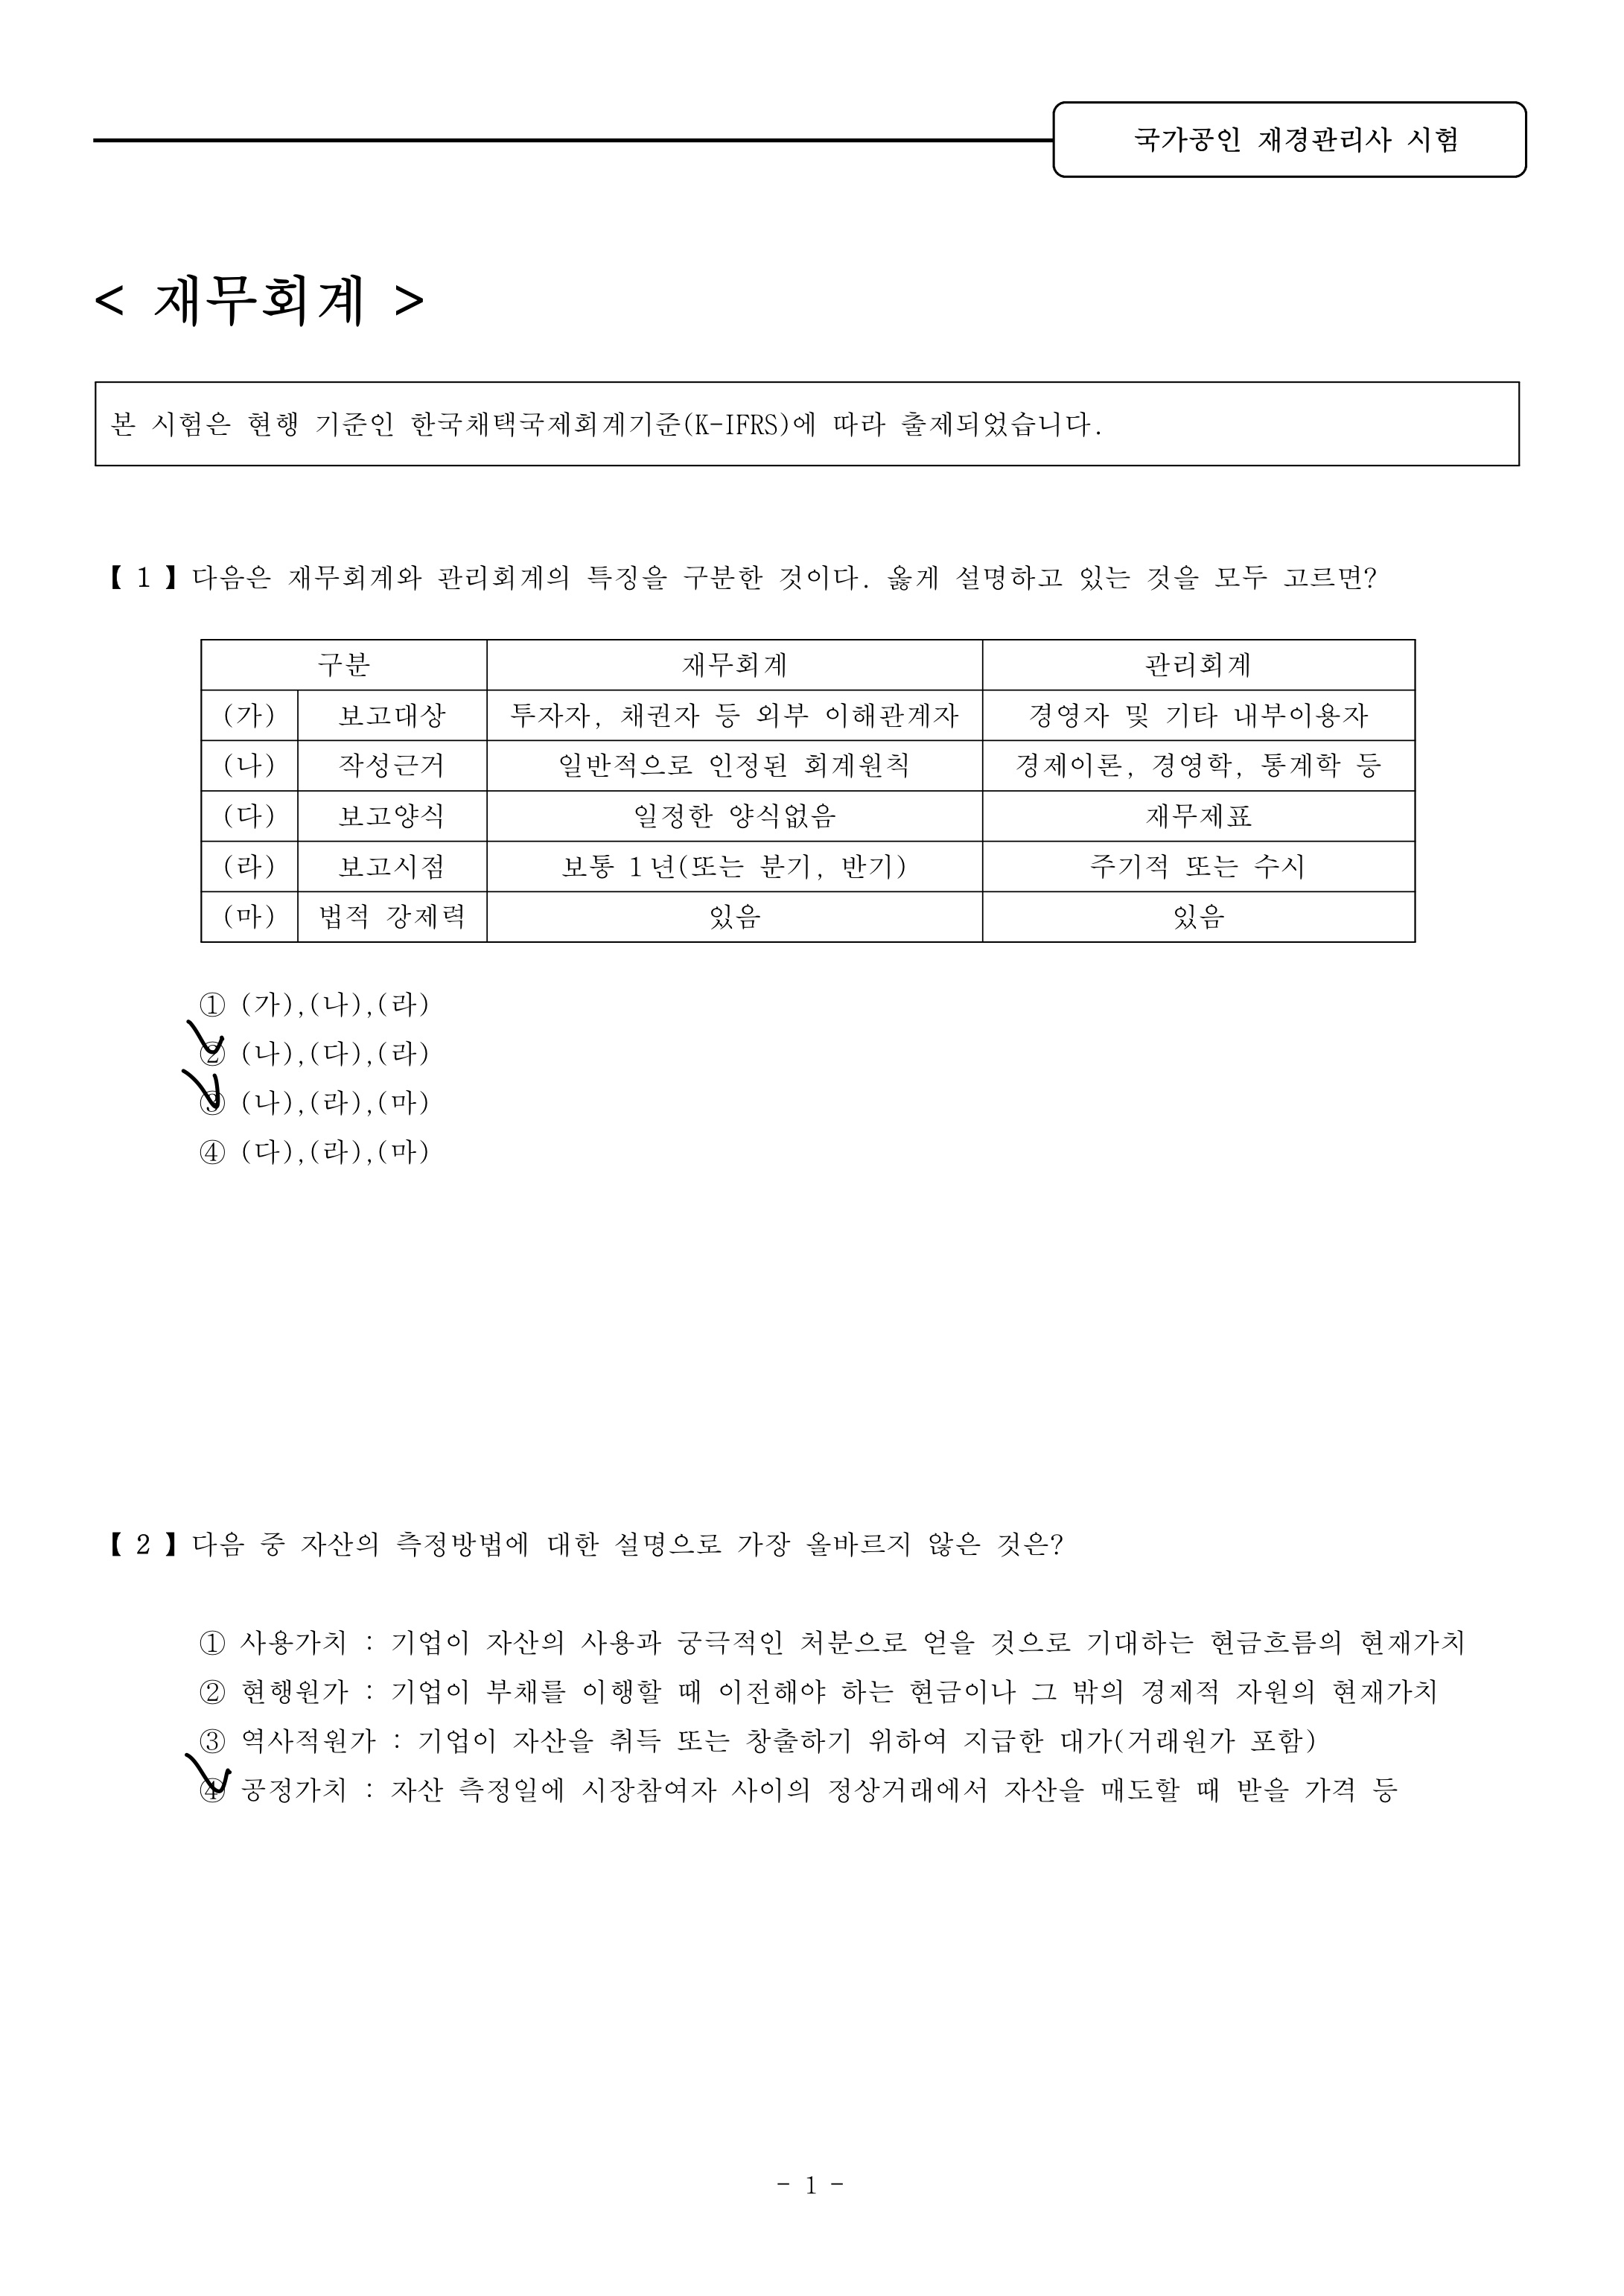 국가공인 재경관리사 시험
< 재무회계 >
본 시험은 현행 기준인 한국채택국제회계기준(K-IFRS)에 따라 출제되었습니다.
【 1 】 다음은 재무회계와 관리회계의 특징을 구분한 것이다. 옳게 설명하고 있는 것을 모두 고르면?
구분 재무회계 관리회계
(가) 보고대상 투자자, 채권자 등 외부 이해관계자 경영자 및 기타 내부이용자
(나) 작성근거 일반적으로 인정된 회계원칙 경제이론, 경영학, 통계학 등
(다) 보고양식 일정한 양식없음 재무제표
(라) 보고시점 보통 1년(또는 분기, 반기) 주기적 또는 수시
(마) 법적 강제력 있음 있음
① (가),(나),(라)
② (나),(다),(라)
③ (나),(라),(마)
④ (다),(라),(마)
【 2 】 다음 중 자산의 측정방법에 대한 설명으로 가장 올바르지 않은 것은?
① 사용가치 : 기업이 자산의 사용과 궁극적인 처분으로 얻을 것으로 기대하는 현금흐름의 현재가치
② 현행원가 : 기업이 부채를 이행할 때 이전해야 하는 현금이나 그 밖의 경제적 자원의 현재가치
③ 역사적원가 : 기업이 자산을 취득 또는 창출하기 위하여 지급한 대가(거래원가 포함)
④ 공정가치 : 자산 측정일에 시장참여자 사이의 정상거래에서 자산을 매도할 때 받을 가격 등
- 1 -